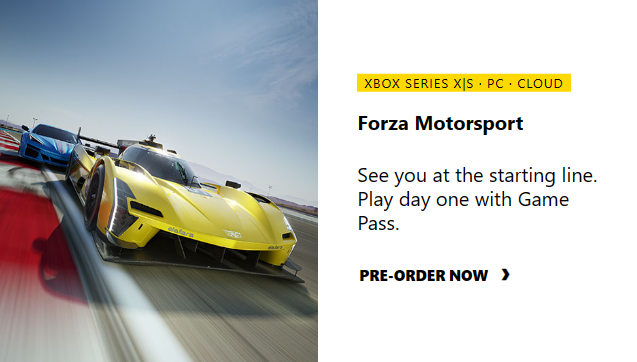 XBOX SERIES X|S · PC · CLOUD
Forza Motorsport
See you at the starting line.
Play day one with Game
Pass.
PRE-ORDER NOW ❯